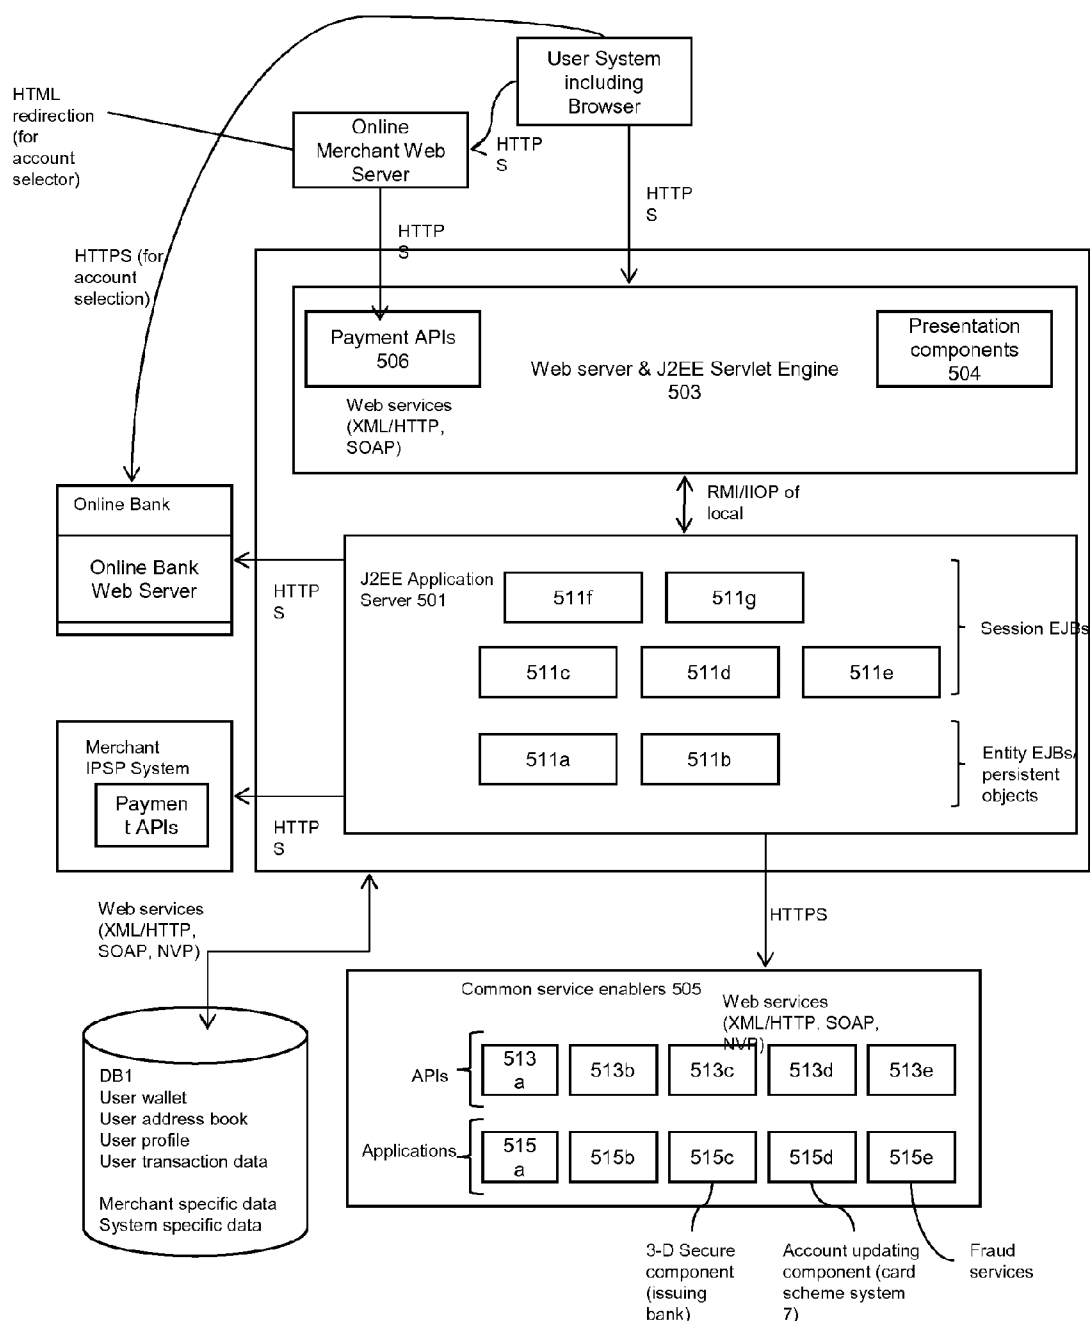 User System
including
Browser
HTML
redirection
(for
account
selector)
Online
Merchant Web
Server
HTTP
S
HTTP
S
HTTP
S
HTTPS (for
account
selection)
Payment APIs
506
Web services
(XML/HTTP,
SOAP)
Web server & J2EE Servlet Engine
503
Presentation
components
504
RMI/IIOP of
local
Online Bank
Online Bank
Web Server
HTTP
S
J2EE Application
Server 501
511f
511g
511c
511d
511e
Session EJBs
511a
511b
Entity EJBs/
persistent
objects
Merchant
IPSP System
Paymen
t APIs
HTTP
S
Web services
(XML/HTTP,
SOAP, NVP)
HTTPS
Common service enablers 505
Web services
(XML/HTTP, SOAP,
NVP)
APIs
513
a
513b
513c
513d
513e
Applications
515
a
515b
515c
515d
515e
DB1
User wallet
User address book
User profile
User transaction data
Merchant specific data
System specific data
3-D Secure
component
(issuing
bank)
Account updating
component (card
scheme system
7)
Fraud
services